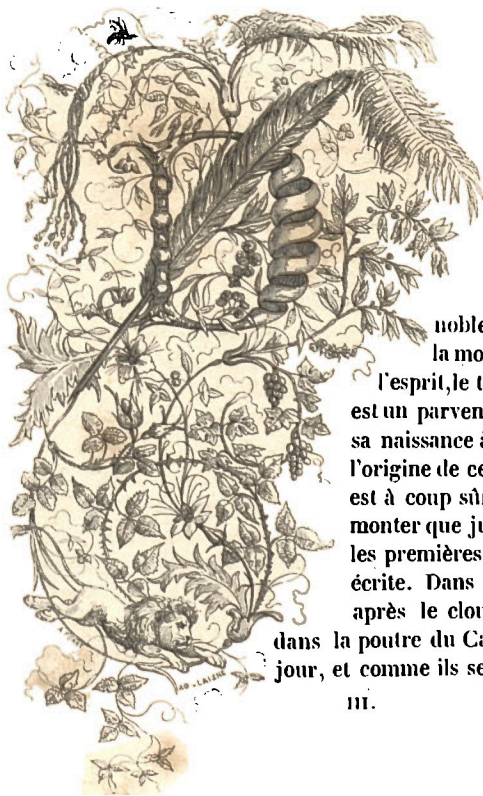 noble
la mo
l'esprit, le t
est un parven
sa naissance à
l'origine de ce
est à coup sûr
monter que ju
les premières
écrite. Dans
après le clou
dans la poutre du Ca
jour, et comme ils se
III.